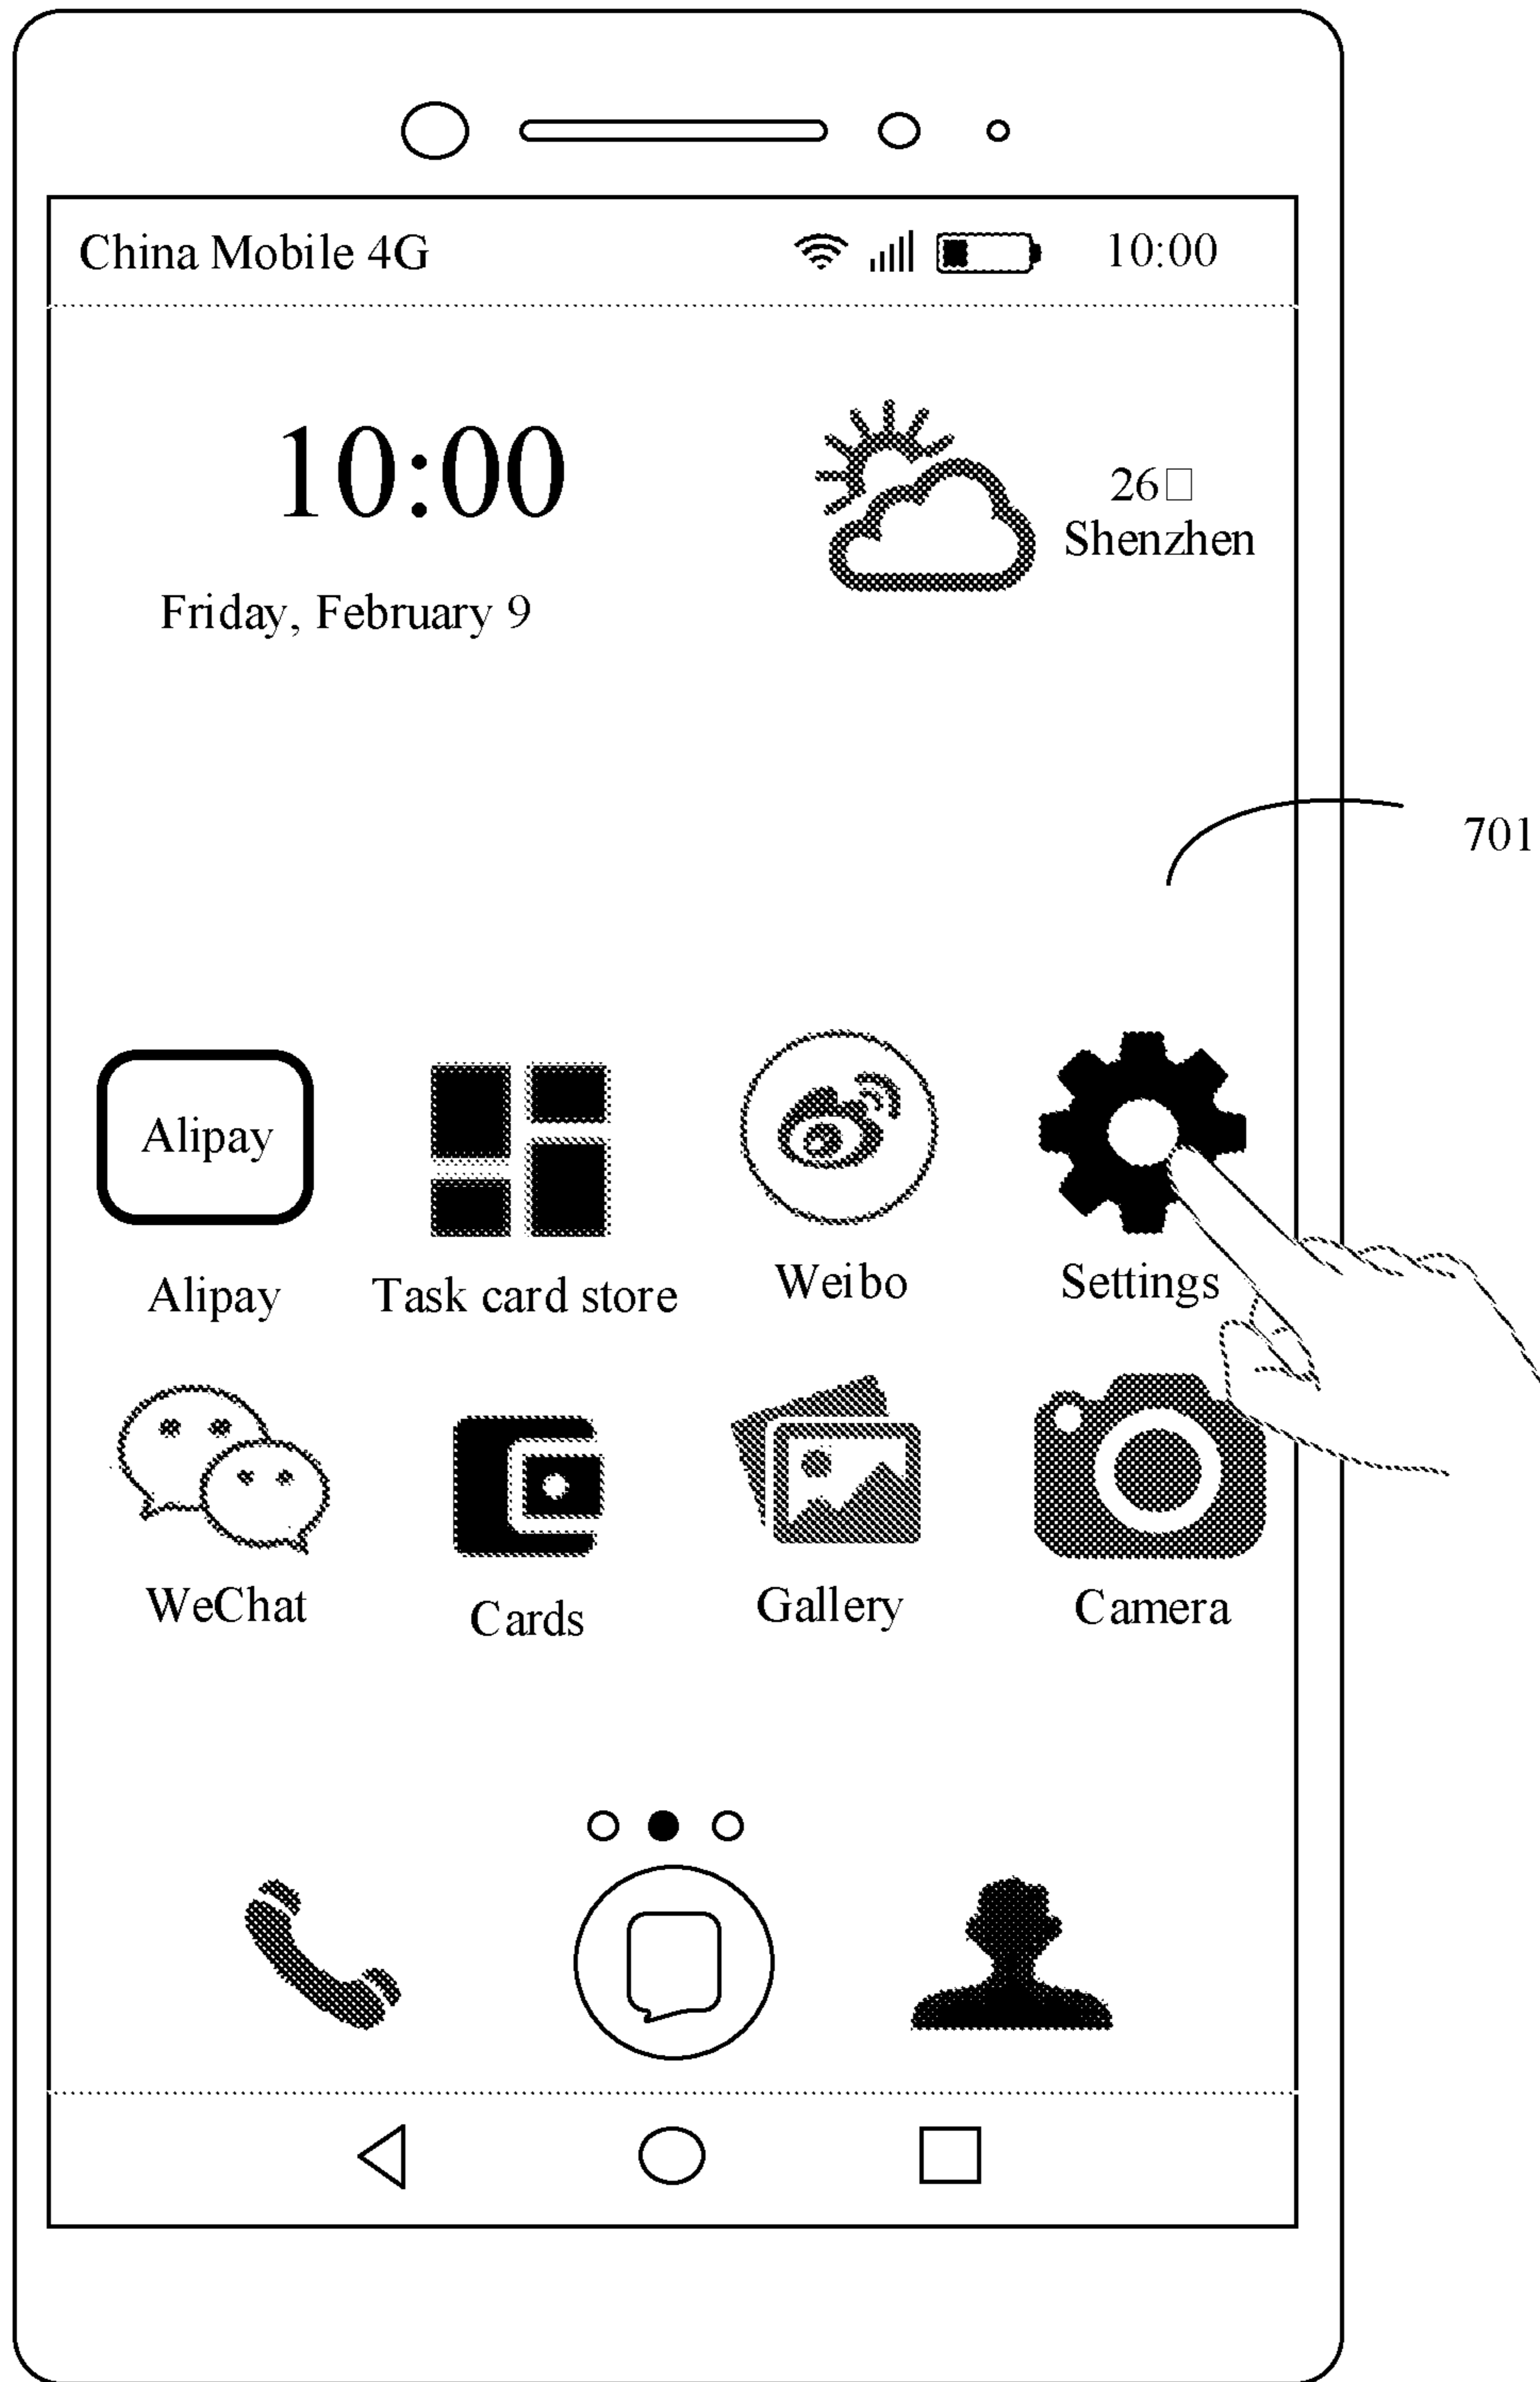 China Mobile 4G 10:00
10:00
26□
Shenzhen
Friday, February 9
701
Alipay
Alipay Task card store Weibo Settings
WeChat Cards Gallery Camera